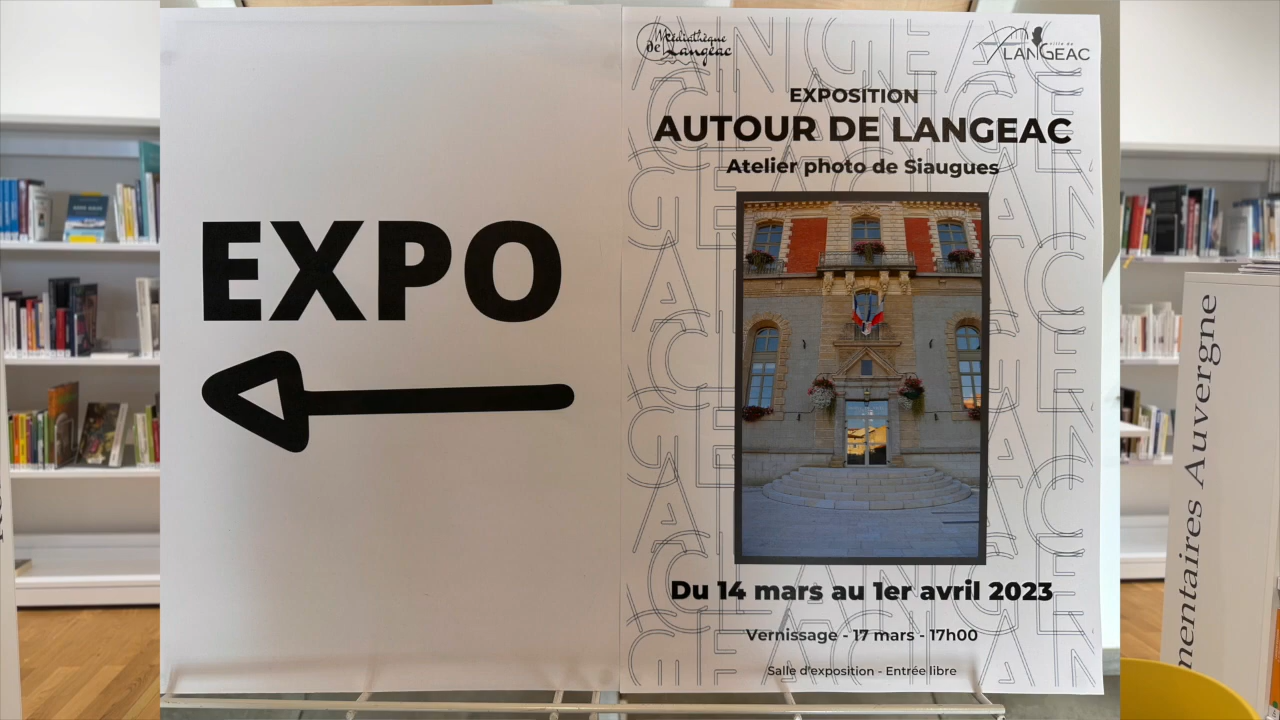 EXPO
Médiathèque
de Langeac
ville de
LANGEAC
EXPOSITION
AUTOUR DE LANGEAC
Atelier photo de Siaugues
Du 14 mars au 1er avril 2023
Vernissage - 17 mars - 17h00
Salle d'exposition - Entrée libre
mentaires Auvergne